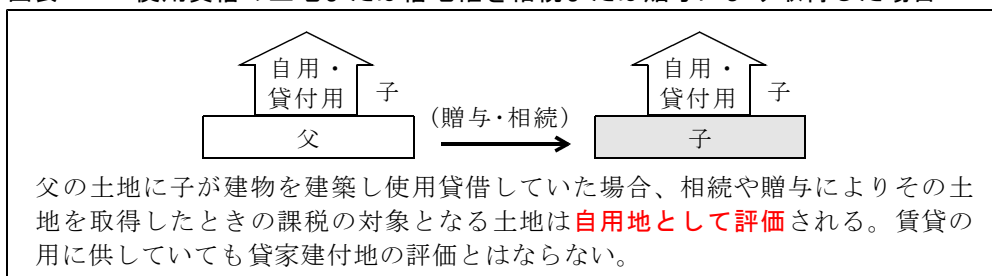 自用・
貸付用 子
父
(贈与・相続)
自用・
貸付用 子
子
父の土地に子が建物を建築し使用貸借していた場合、相続や贈与によりその土
地を取得したときの課税の対象となる土地は自用地として評価される。賃貸の
用に供していても貸家建付地の評価とはならない。